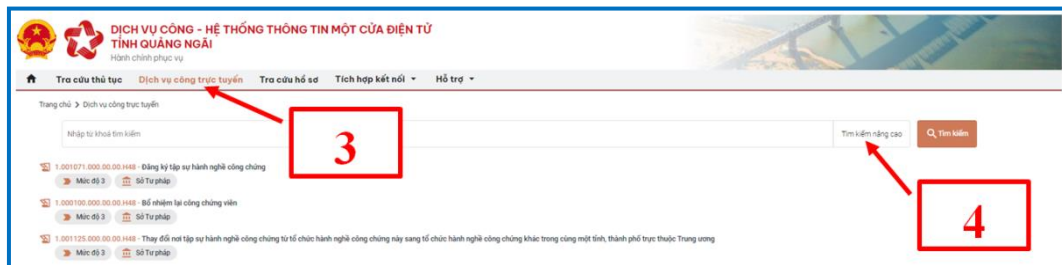 DỊCH VỤ CÔNG - HỆ THỐNG THÔNG TIN MỘT CỬA ĐIỆN TỬ
TỈNH QUẢNG NGÃI
Hành chính phục vụ
Tra cứu thủ tục Dịch vụ công trực tuyến Tra cứu hồ sơ Tích hợp kết nối Hỗ trợ
Trang chủ > Dịch vụ công trực tuyến
3
Nhập từ khoá tìm kiếm Tìm kiếm nâng cao Tìm kiếm
1.001071.000.00.00.H48 - Đăng ký tập sự hành nghề công chứng
Mức độ 3 Sở Tư pháp
4
1.000100.000.00.00.H48 - Bổ nhiệm lại công chứng viên
Mức độ 3 Sở Tư pháp
1.001125.000.00.00.H48 - Thay đổi nơi tập sự hành nghề công chứng từ tổ chức hành nghề công chứng này sang tổ chức hành nghề công chứng khác trong cùng một tỉnh, thành phố trực thuộc Trung ương
Mức độ 3 Sở Tư pháp